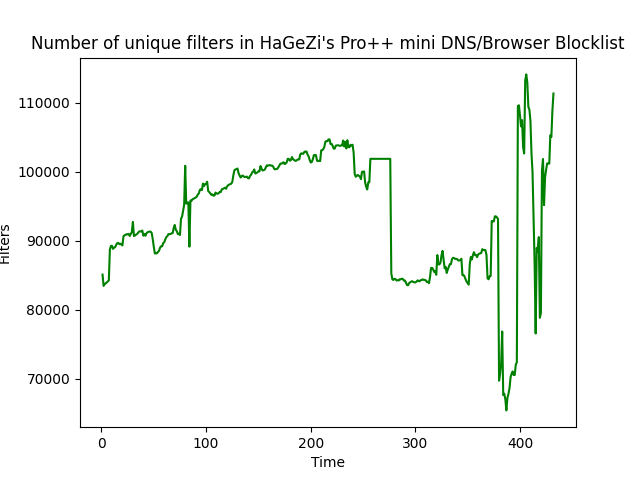 Number of unique filters in HaGeZi's Pro++ mini DNS/Browser Blocklist
110000
100000
90000
80000
70000
Filters
0 100 200 300 400
Time